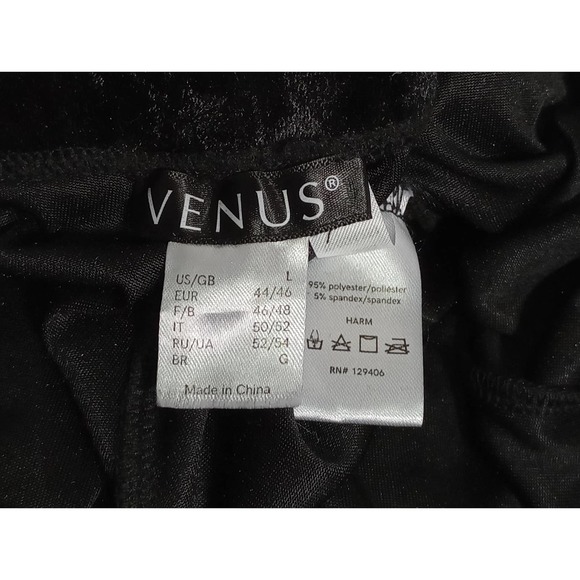 VENUS®
US/GB L
EUR 44/46
F/B 46/48
IT 50/52
RU/UA 52/54
BR G
Made in China
95% polyester/poliéster
5% spandex/spandex
HARM
RN# 129406